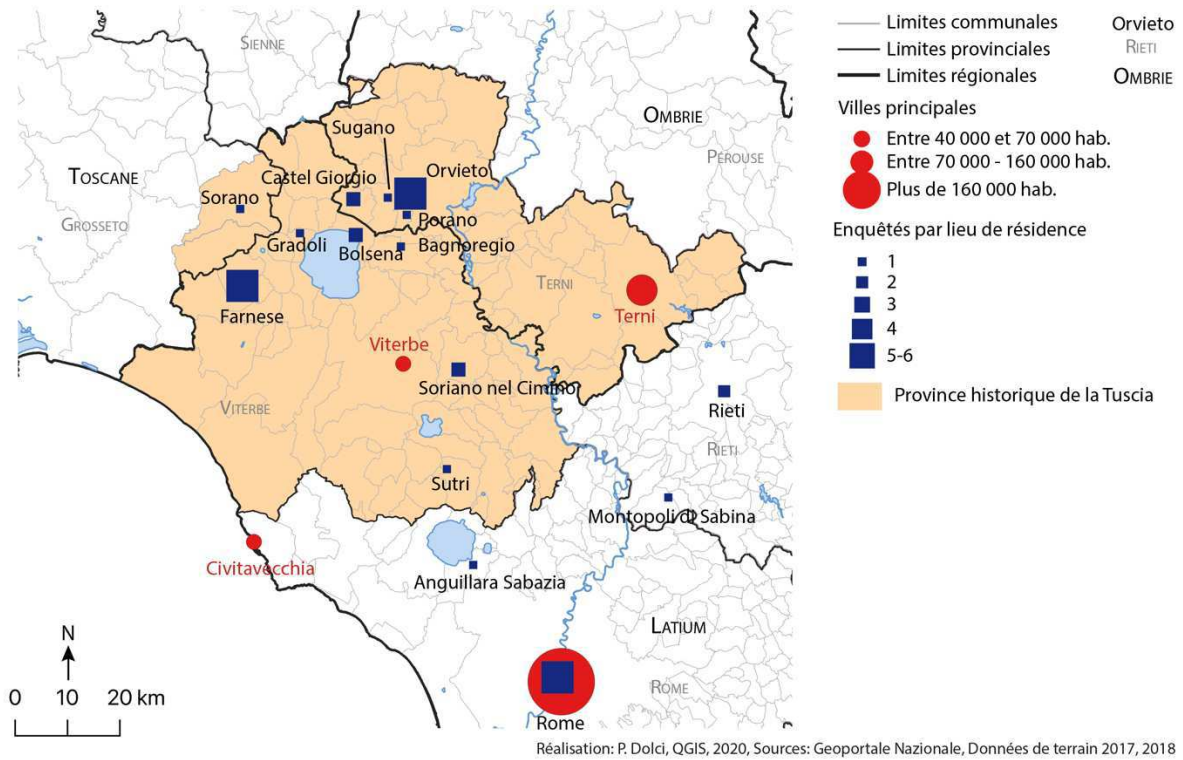 SIENNE
OMBRIE
Sugano
PÉROUSE
TOSCANE
Castel Giorgio
Orvieto
Sorano
GROSSETO
Porano
Gradoli
Bolsena
Bagnoregio
TERNI
Farnese
Terni
Viterbe
Soriano nel Cimino
VITERBE
Rieti
RIETI
Sutri
Montopoli di Sabina
Civitavecchia
Anguillara Sabazia
LATIUM
ROME
Rome
N
0 10 20 km
Limites communales Orvieto
Limites provinciales RIETI
Limites régionales OMBRIE
Villes principales
Entre 40 000 et 70 000 hab.
Entre 70 000 - 160 000 hab.
Plus de 160 000 hab.
Enquêtés par lieu de résidence
1
2
3
4
5-6
Province historique de la Tuscia
Réalisation: P. Dolci, QGIS, 2020, Sources: Geoportale Nazionale, Données de terrain 2017, 2018